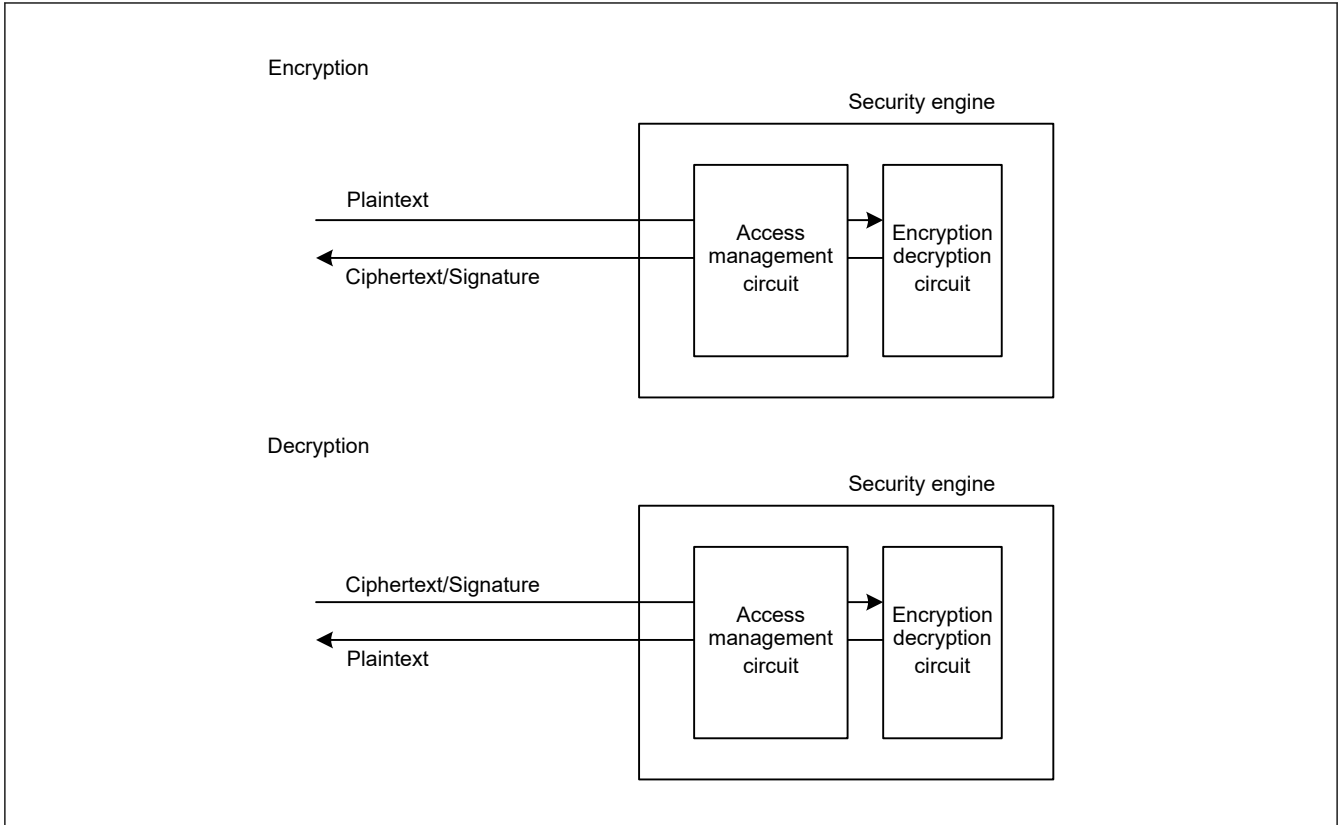 Encryption
Security engine
Plaintext
Ciphertext/Signature
Access
management
circuit
Encryption
decryption
circuit
Decryption
Security engine
Ciphertext/Signature
Plaintext
Access
management
circuit
Encryption
decryption
circuit